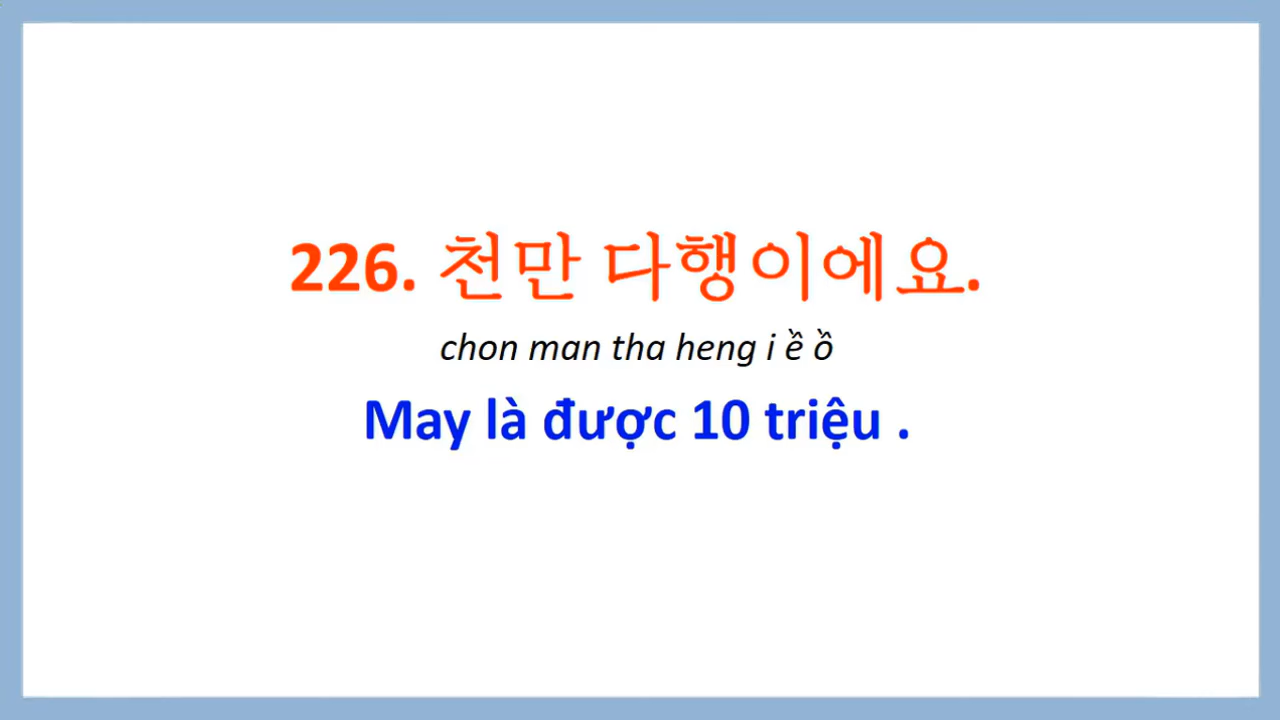 226. 천만 다행이에요.
chon man tha heng i ề ồ
May là được 10 triệu .